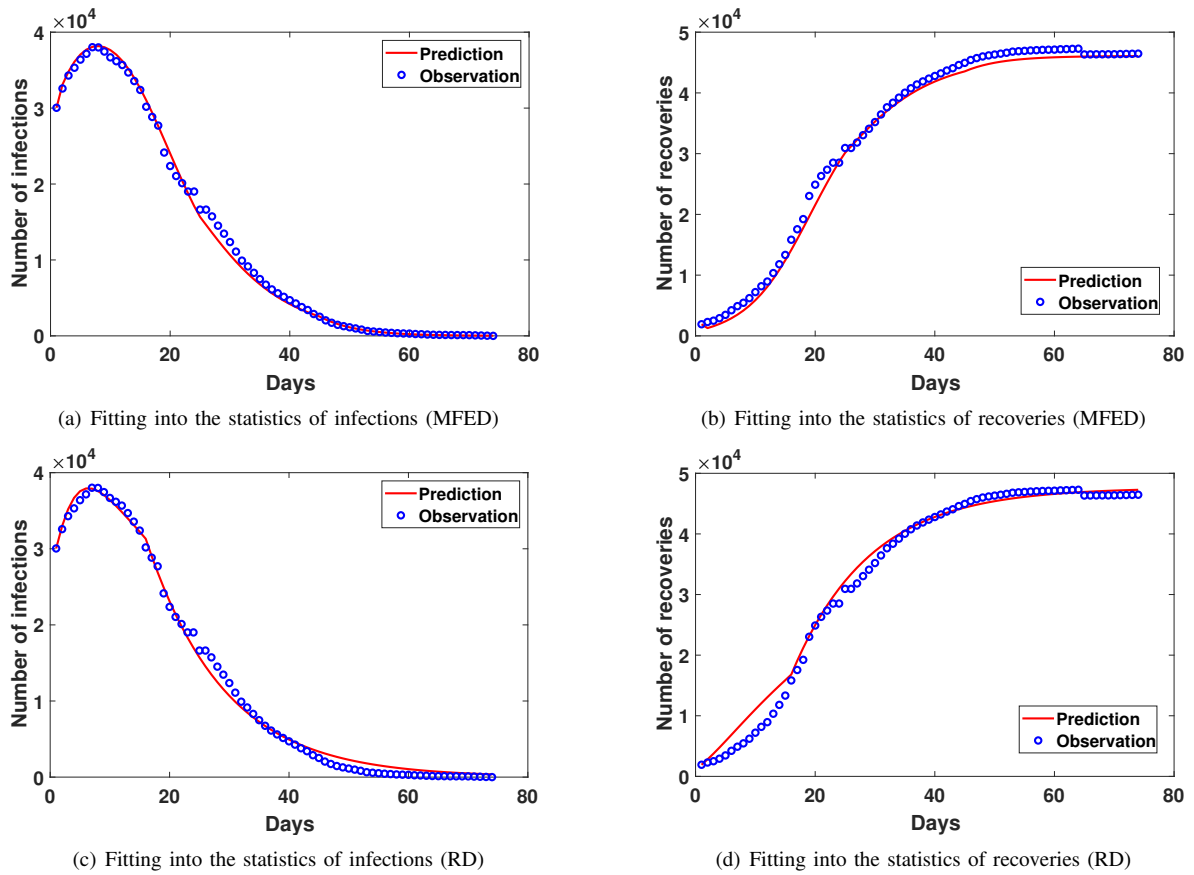 ×10^4
4
3
2
1
0
Number of infections
0 20 40 60 80
Days
Prediction
Observation
(a) Fitting into the statistics of infections (MFED)
×10^4
5
4
3
2
1
0
Number of recoveries
0 20 40 60 80
Days
Prediction
Observation
(b) Fitting into the statistics of recoveries (MFED)
×10^4
4
3
2
1
0
Number of infections
0 20 40 60 80
Days
Prediction
Observation
(c) Fitting into the statistics of infections (RD)
×10^4
5
4
3
2
1
0
Number of recoveries
0 20 40 60 80
Days
Prediction
Observation
(d) Fitting into the statistics of recoveries (RD)